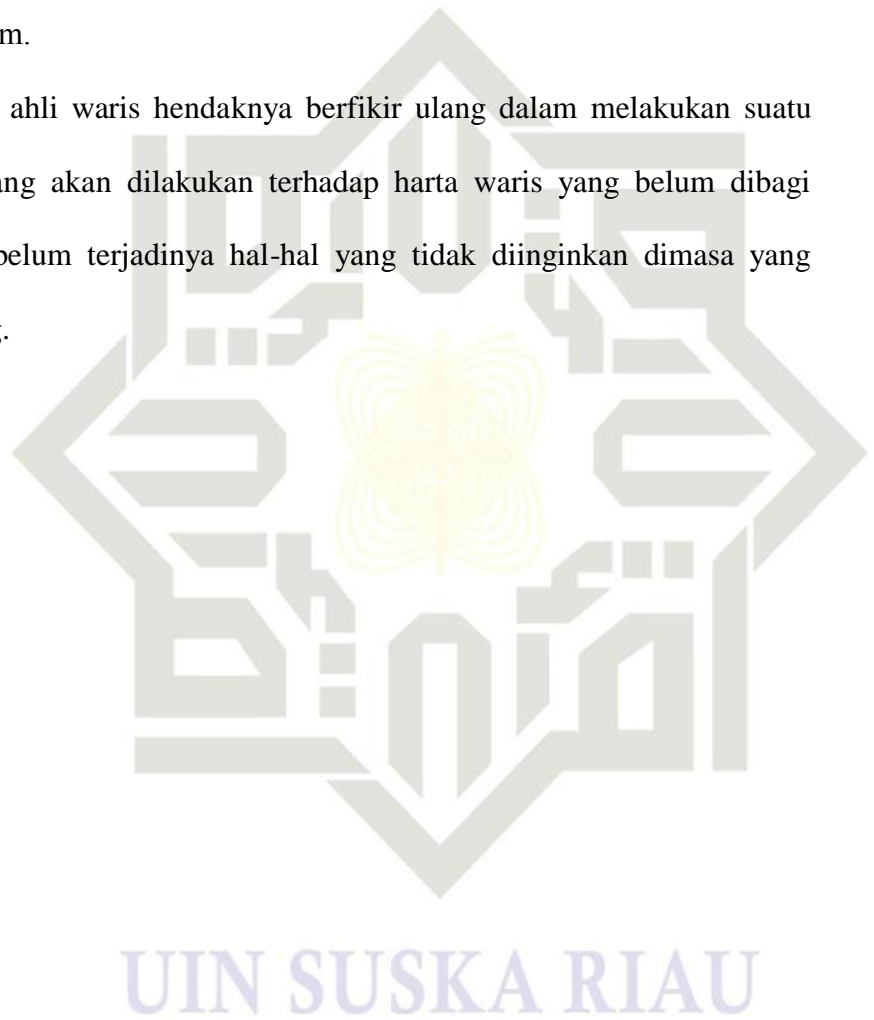 m.
ahli waris hendaknya berfikir ulang dalam melakukan suatu
ang akan dilakukan terhadap harta waris yang belum dibagi
belum terjadinya hal-hal yang tidak diinginkan dimasa yang
g.
UIN SUSKA RIAU